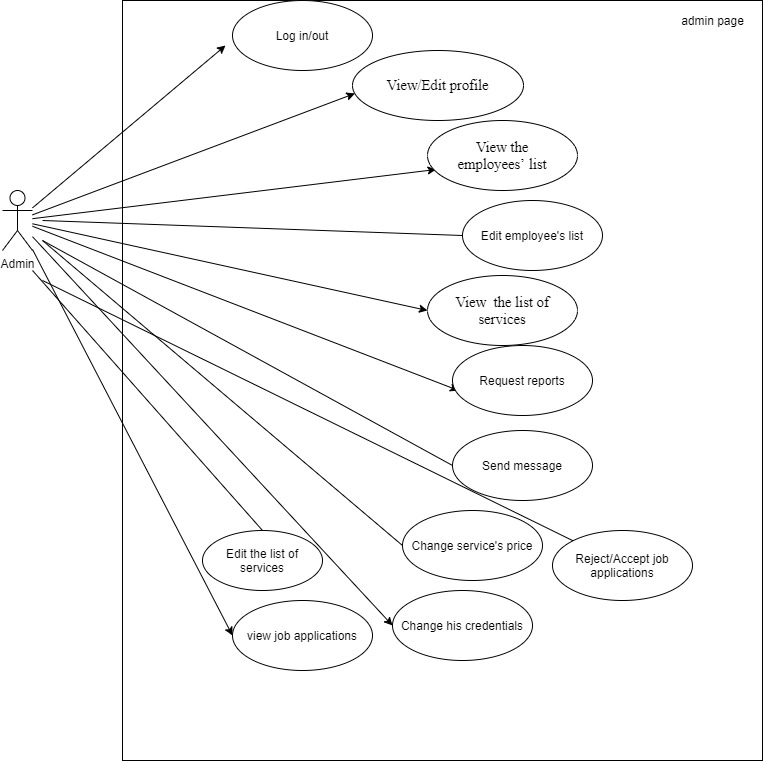 admin page
Log in/out
View/Edit profile
View the
employees’ list
Edit employee's list
Admin
View  the list of
services
Request reports
Send message
Change service's price
Edit the list of
services
Reject/Accept job
applications
Change his credentials
view job applications